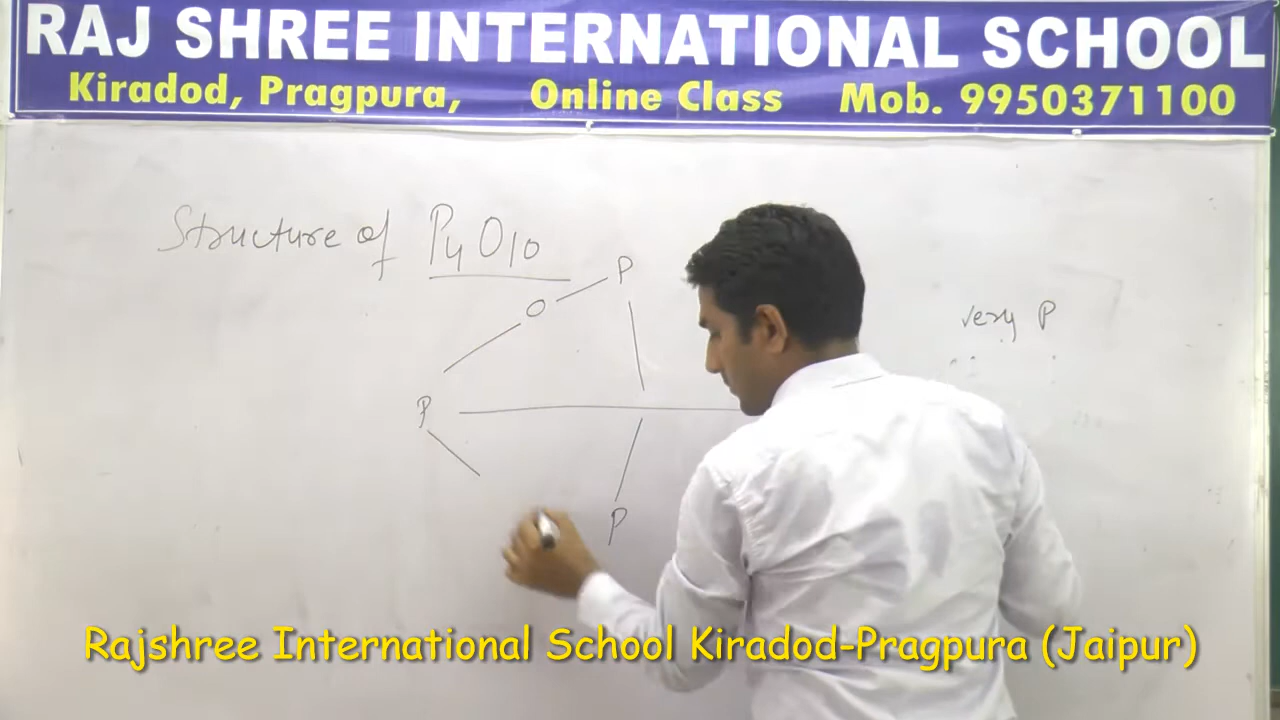 RAJ SHREE INTERNATIONAL SCHOOL
Kiradod, Pragpura, Online Class Mob. 9950371100
Structure of P4O10
P
O
very P
P
P
Rajshree International School Kiradod-Pragpura (Jaipur)